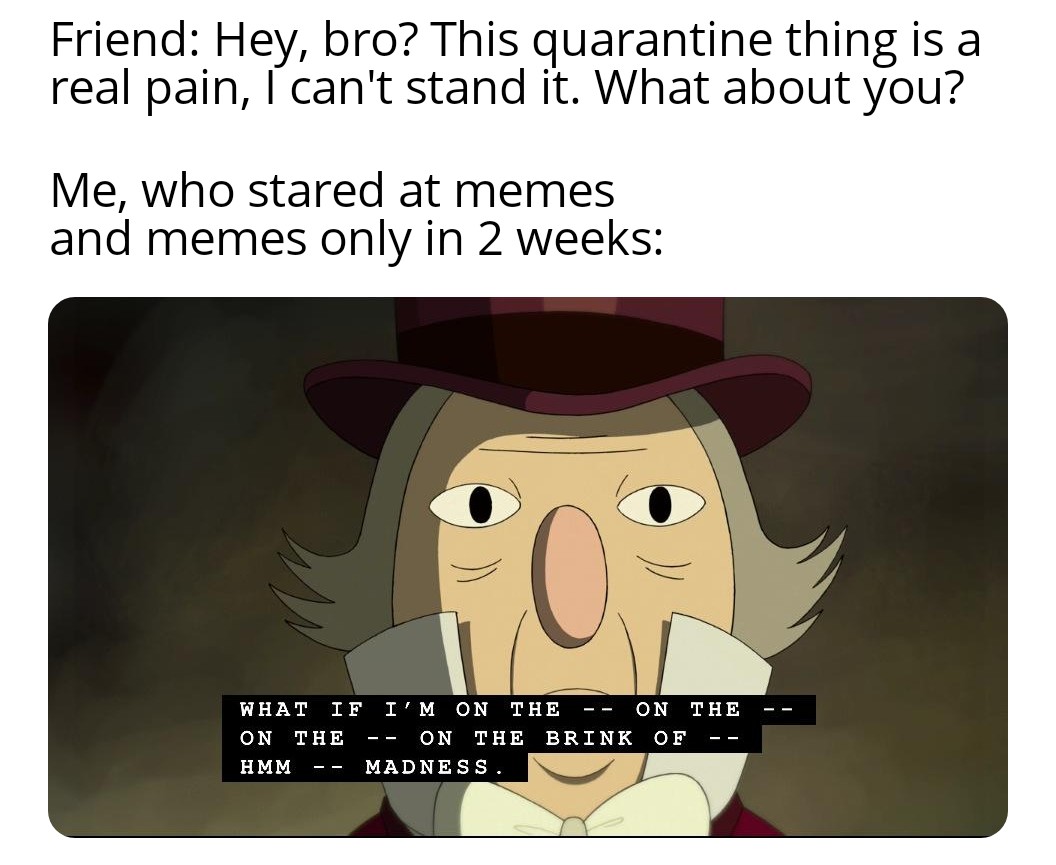 Friend: Hey, bro? This quarantine thing is a
real pain, I can't stand it. What about you?
Me, who stared at memes
and memes only in 2 weeks:
WHAT IF I'M ON THE -- ON THE --
ON THE -- ON THE BRINK OF --
HMM -- MADNESS.